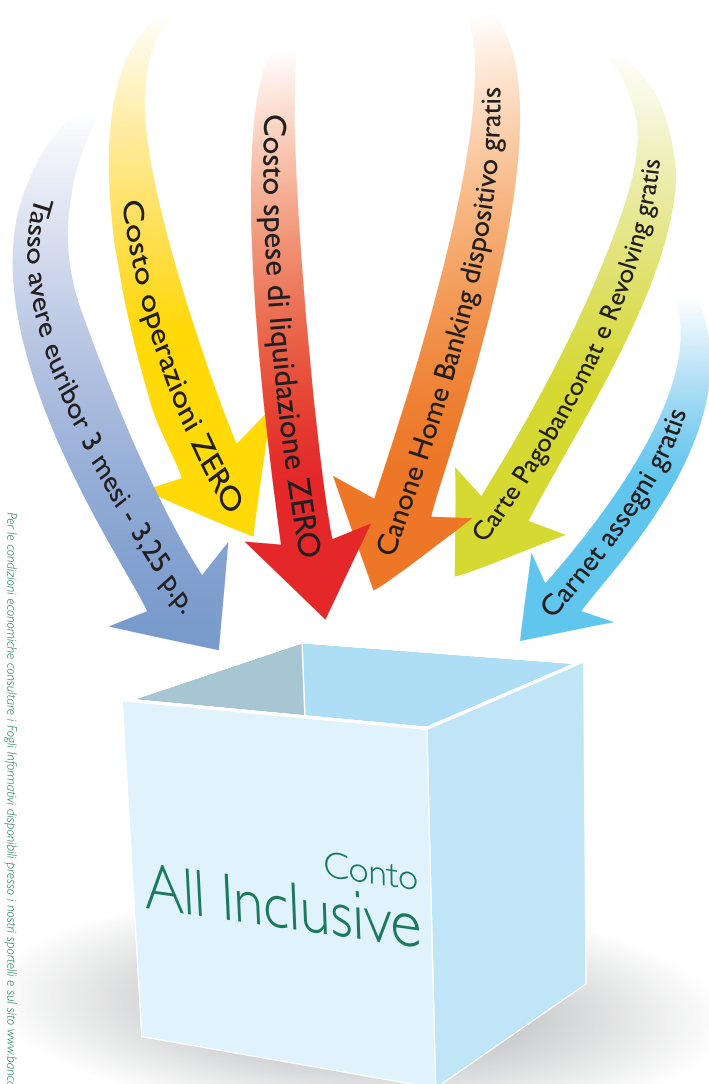 Tasso avere euribor 3 mesi - 3,25 p.p.
Costo operazioni ZERO
Costo spese di liquidazione ZERO
Canone Home Banking dispositivo gratis
Carte Pagobancomat e Revolving gratis
Carnet assegni gratis
Conto
All Inclusive
Per le condizioni economiche consultare i Fogli Informativi disponibili presso i nostri sportelli e sul sito